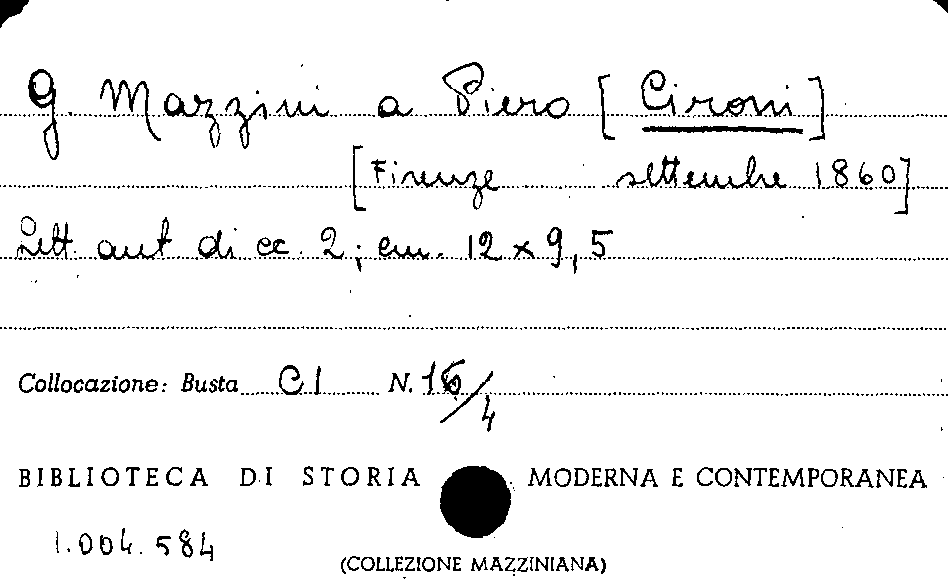 G. Mazzini a Piero [Cironi]
[Firenze settembre 1860]
Lett. aut di cc. 2; cm. 12 x 9,5
Collocazione: Busta CI N. 16/4
BIBLIOTECA DI STORIA MODERNA E CONTEMPORANEA
1.004.584
(COLLEZIONE MAZZINIANA)